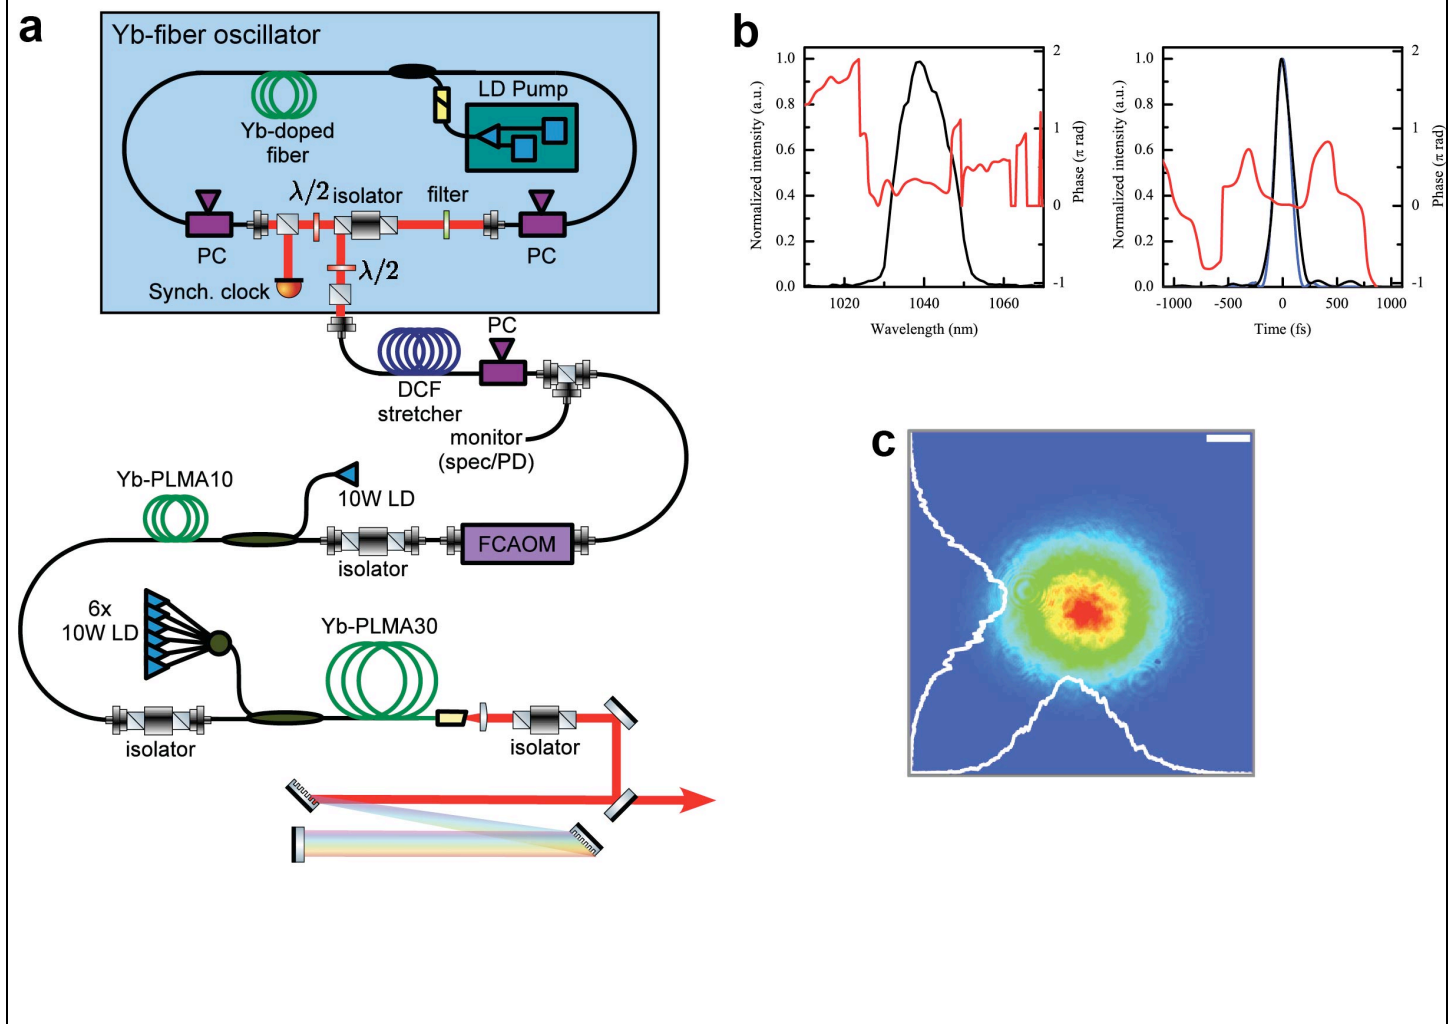 a
Yb-fiber oscillator
LD Pump
Yb-doped
fiber
λ/2
isolator
filter
PC
PC
λ/2
Synch. clock
PC
DCF
stretcher
monitor
(spec/PD)
Yb-PLMA10
10W LD
isolator
FCAOM
6x
10W LD
Yb-PLMA30
isolator
isolator
b
Normalized intensity (a.u.)
1.0
0.8
0.6
0.4
0.2
0.0
1020
1040
1060
Wavelength (nm)
2
1
0
-1
Phase (π rad)
Normalized intensity (a.u.)
1.0
0.8
0.6
0.4
0.2
0.0
-1000
-500
0
500
1000
Time (fs)
2
1
0
-1
Phase (π rad)
c